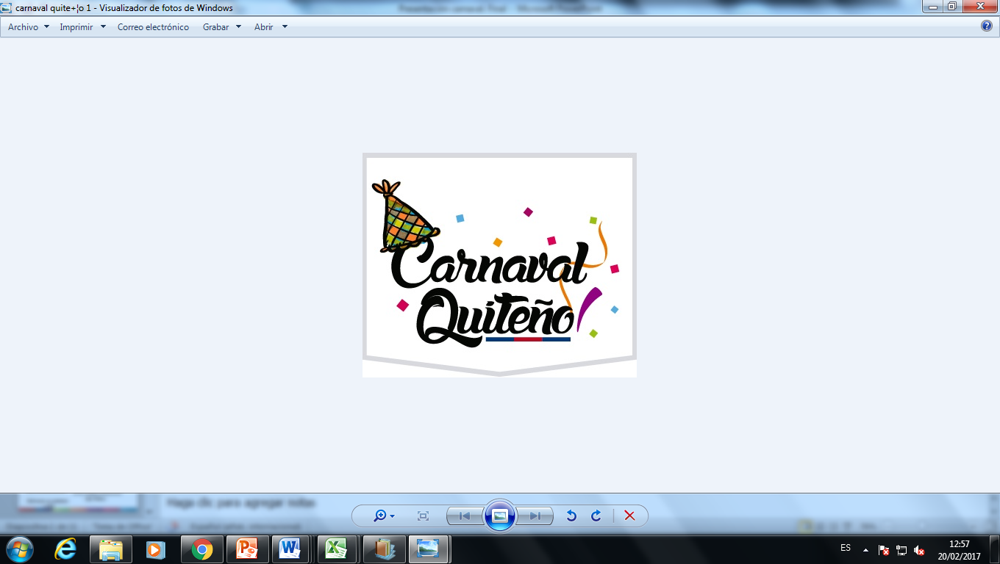 carnaval quite+¦o 1 - Visualizador de fotos de Windows
Archivo Imprimir Correo electrónico Grabar Abrir
Carnaval
Quiteño
Haga clic para agregar notas
ES
12:57
20/02/2017